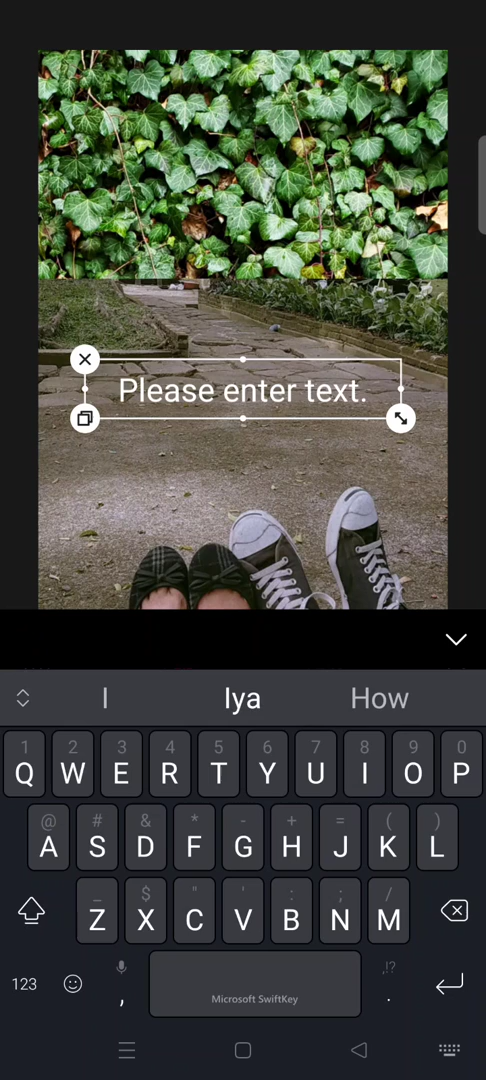 Please enter text.
I Iya How
1 2 3 4 5 6 7 8 9 0
Q W E R T Y U I O P
@ # & * - + = ( )
A S D F G H J K L
_ $ " ' : ; /
Z X C V B N M
123 , Microsoft SwiftKey ,!? .